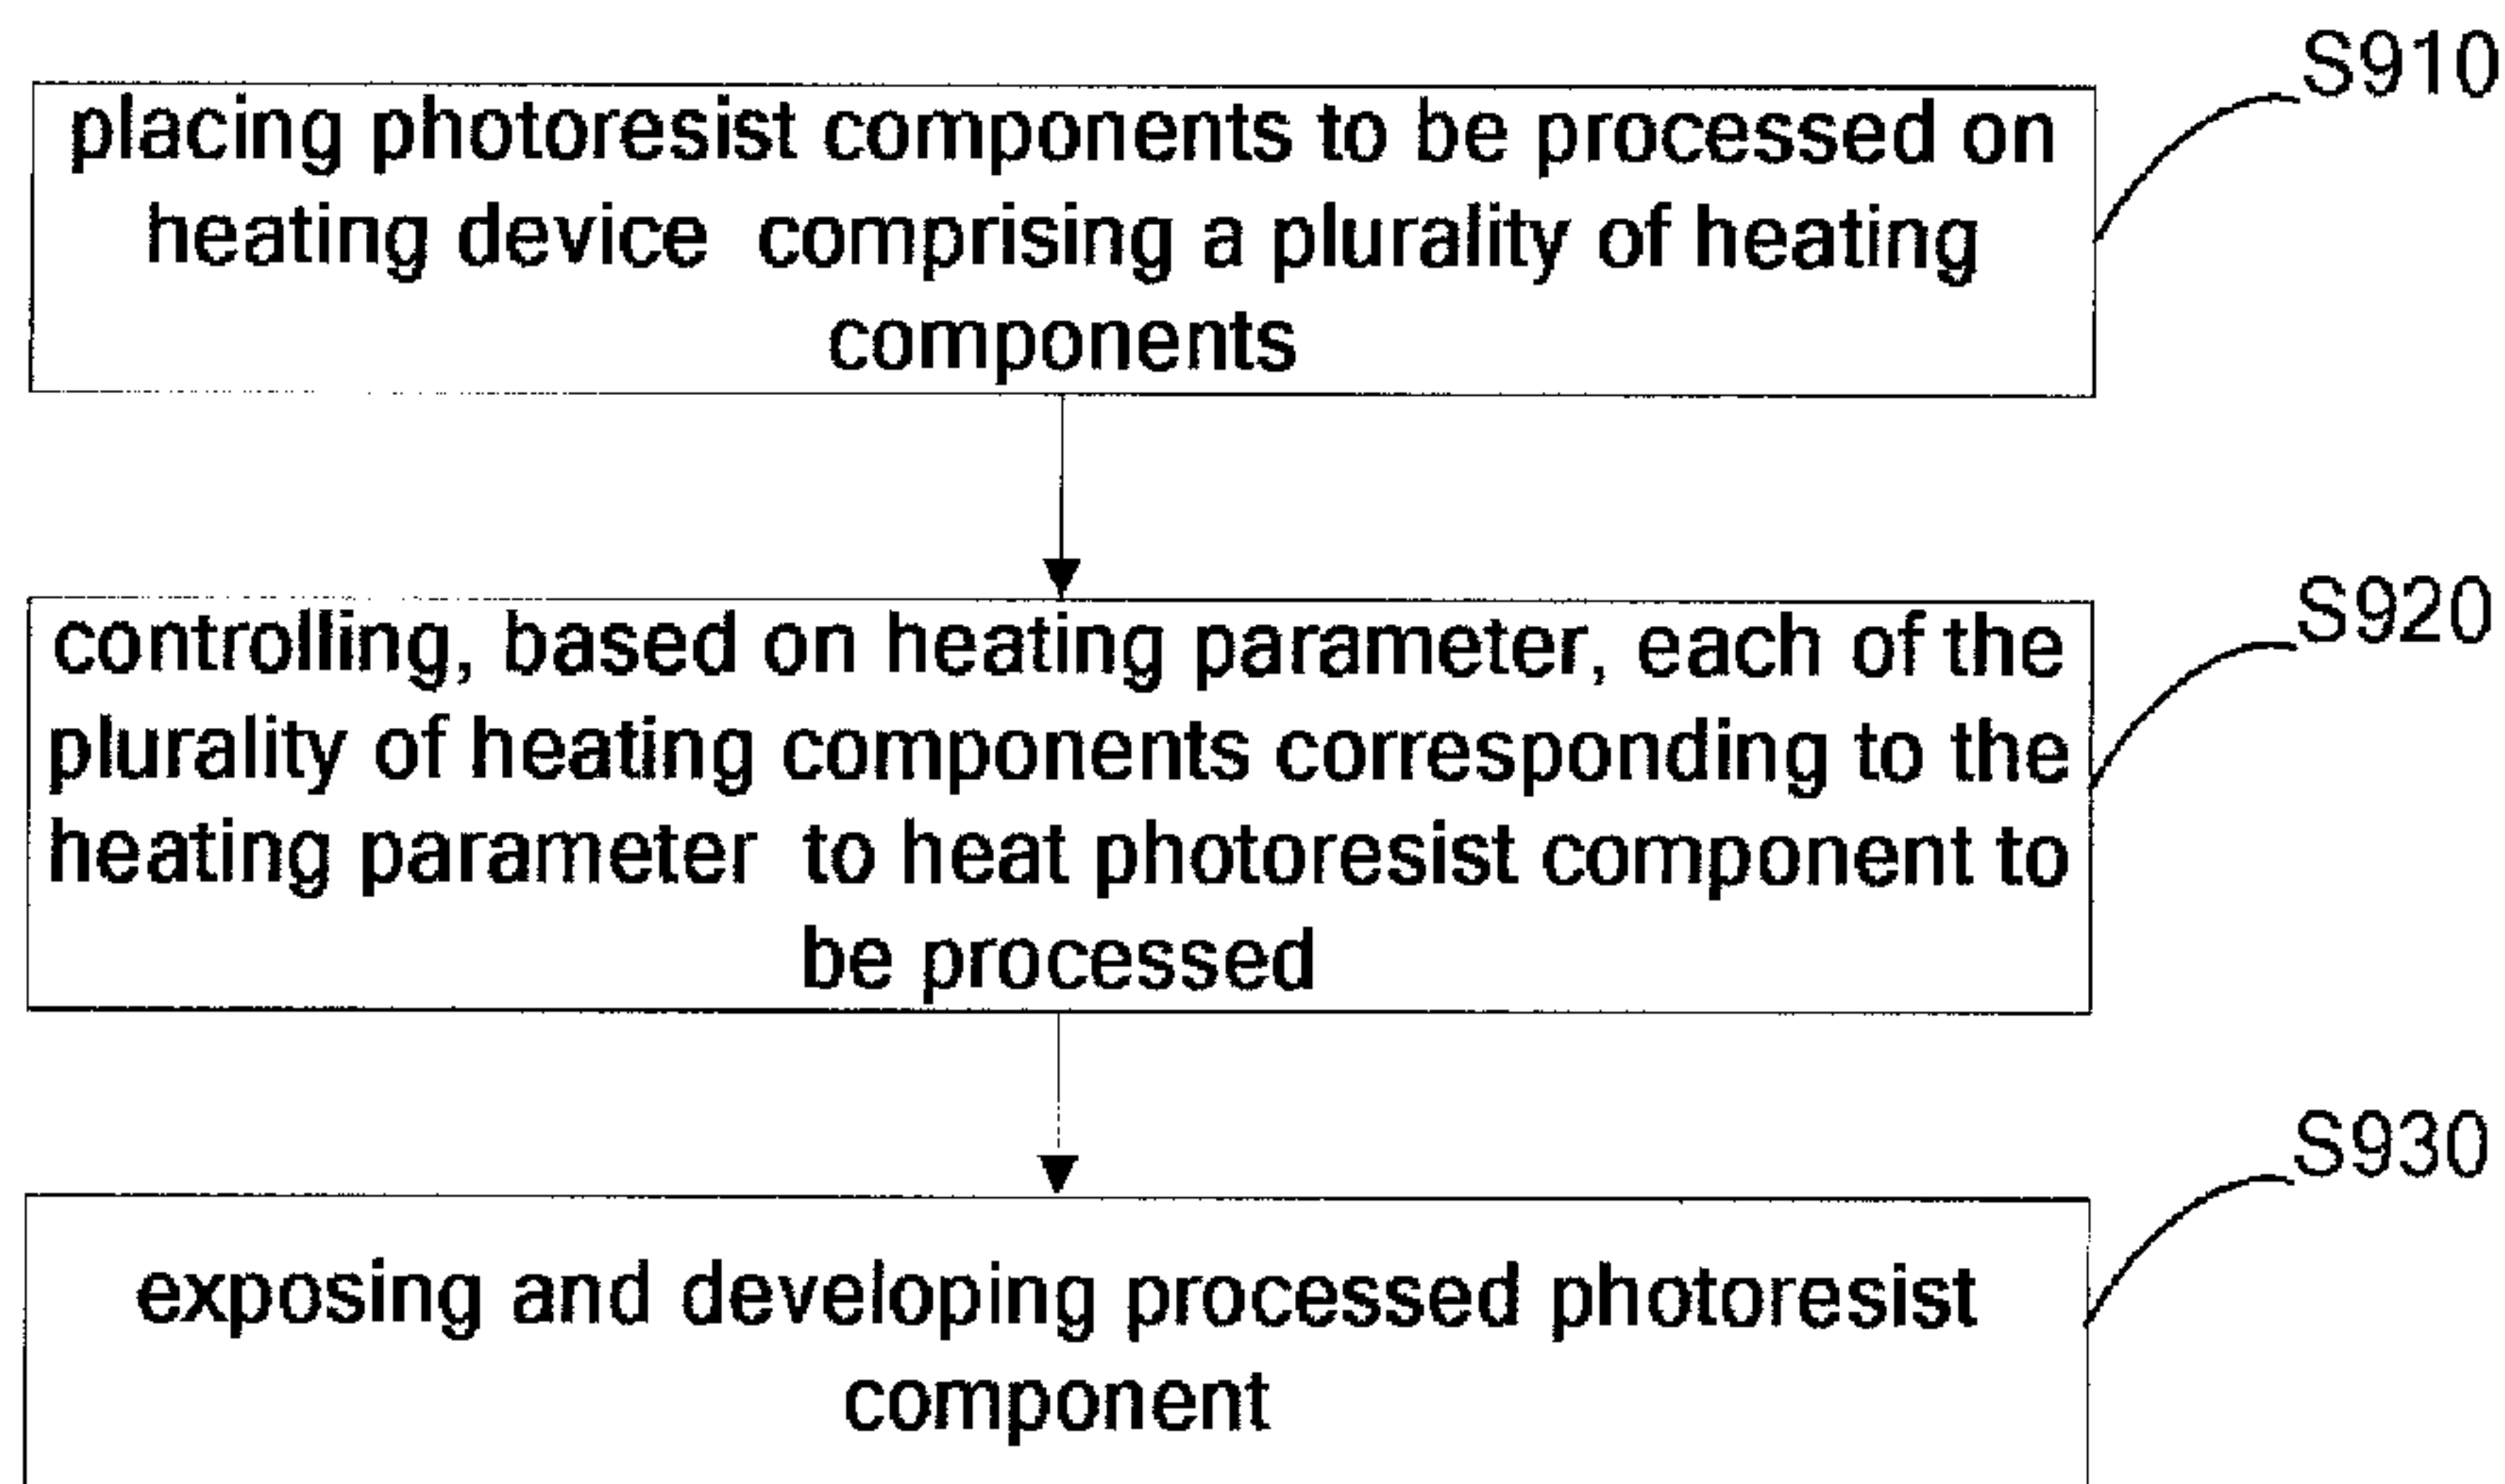 S910
placing photoresist components to be processed on
heating device comprising a plurality of heating
components
S920
controlling, based on heating parameter, each of the
plurality of heating components corresponding to the
heating parameter to heat photoresist component to
be processed
S930
exposing and developing processed photoresist
component